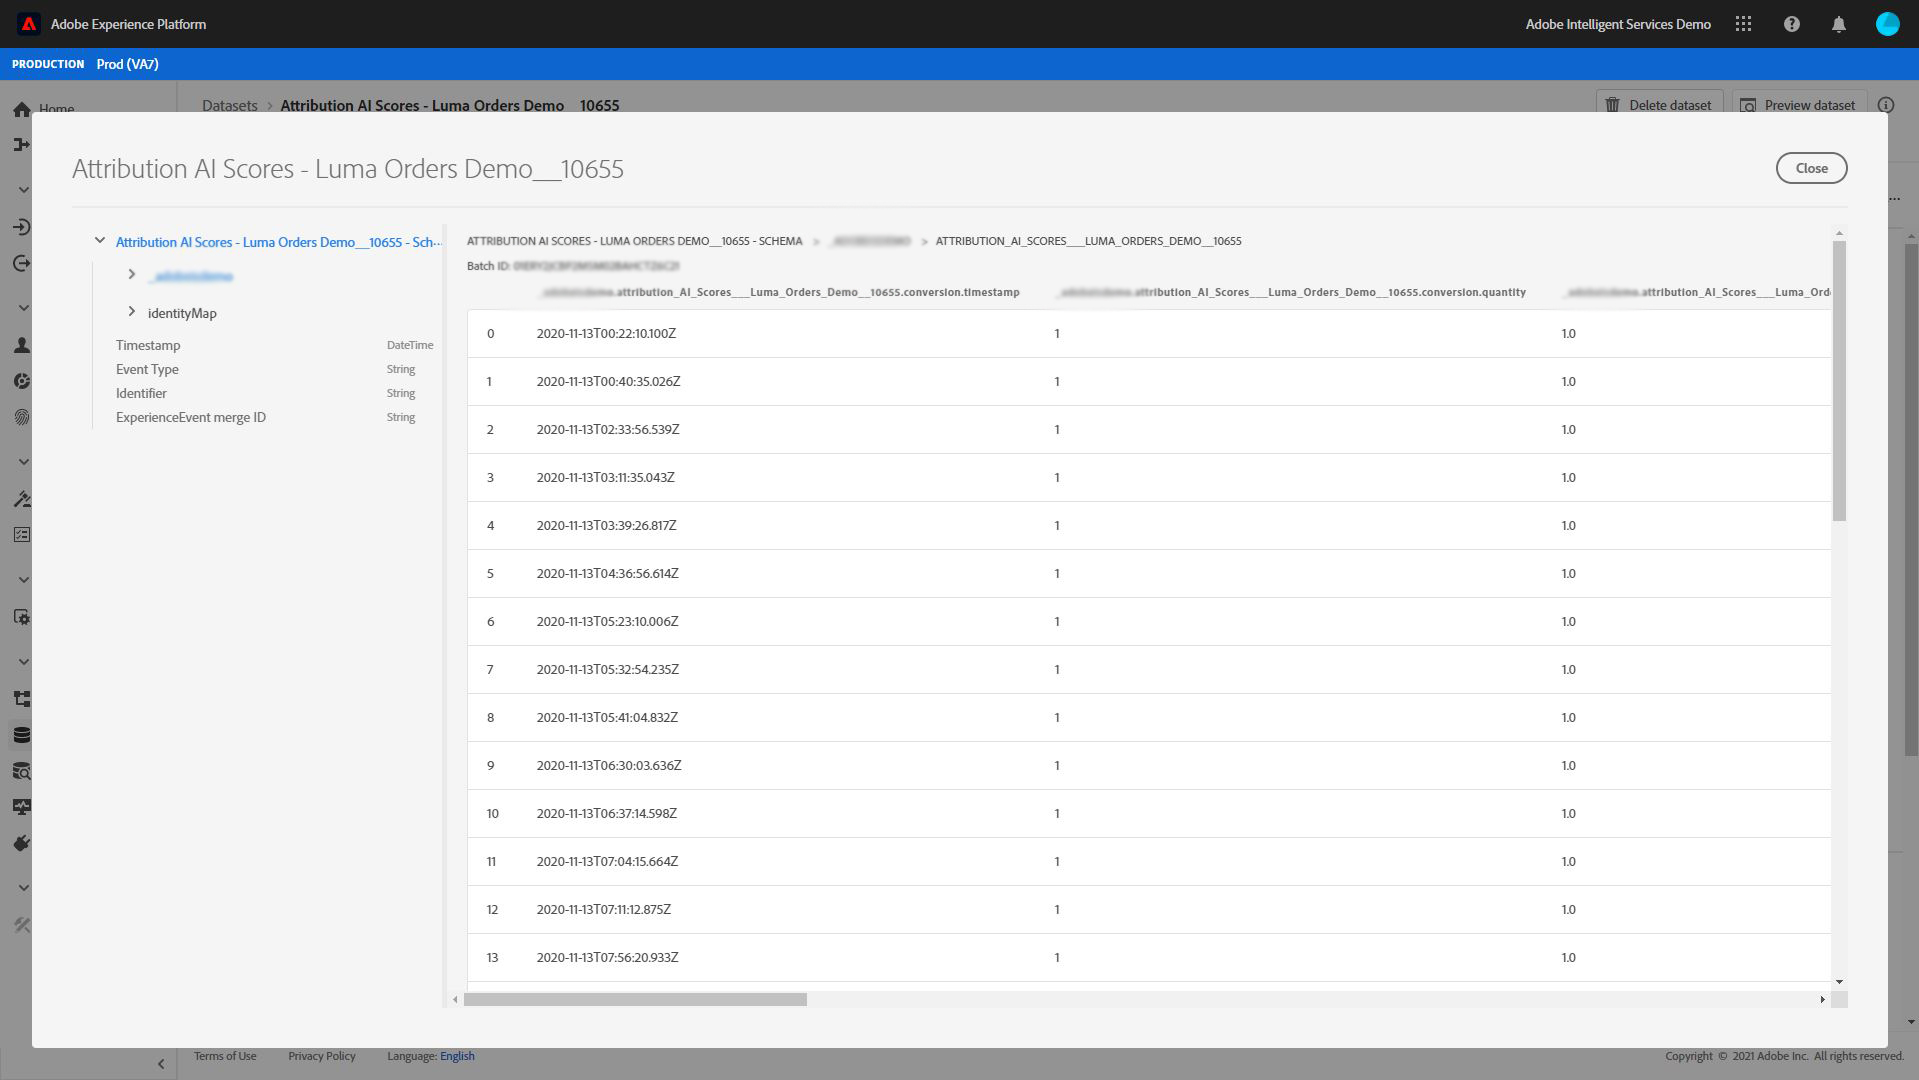 Adobe Experience Platform
Adobe Intelligent Services Demo
PRODUCTION Prod (VA7)
Home
Datasets > Attribution AI Scores - Luma Orders Demo__10655
Delete dataset
Preview dataset
Attribution AI Scores - Luma Orders Demo__10655
Close
Attribution AI Scores - Luma Orders Demo__10655 - Sch...
identityMap
Timestamp DateTime
Event Type String
Identifier String
ExperienceEvent merge ID String
ATTRIBUTION AI SCORES - LUMA ORDERS DEMO__10655 - SCHEMA > > ATTRIBUTION_AI_SCORES___LUMA_ORDERS_DEMO__10655
Batch ID:
.attribution_AI_Scores___Luma_Orders_Demo__10655.conversion.timestamp .attribution_AI_Scores___Luma_Orders_Demo__10655.conversion.quantity .attribution_AI_Scores___Luma_Ord
0 2020-11-13T00:22:10.100Z 1 1.0
1 2020-11-13T00:40:35.026Z 1 1.0
2 2020-11-13T02:33:56.539Z 1 1.0
3 2020-11-13T03:11:35.043Z 1 1.0
4 2020-11-13T03:39:26.817Z 1 1.0
5 2020-11-13T04:36:56.614Z 1 1.0
6 2020-11-13T05:23:10.006Z 1 1.0
7 2020-11-13T05:32:54.235Z 1 1.0
8 2020-11-13T05:41:04.832Z 1 1.0
9 2020-11-13T06:30:03.636Z 1 1.0
10 2020-11-13T06:37:14.598Z 1 1.0
11 2020-11-13T07:04:15.664Z 1 1.0
12 2020-11-13T07:11:12.875Z 1 1.0
13 2020-11-13T07:56:20.933Z 1 1.0
Terms of Use Privacy Policy Language: English
Copyright © 2021 Adobe Inc. All rights reserved.